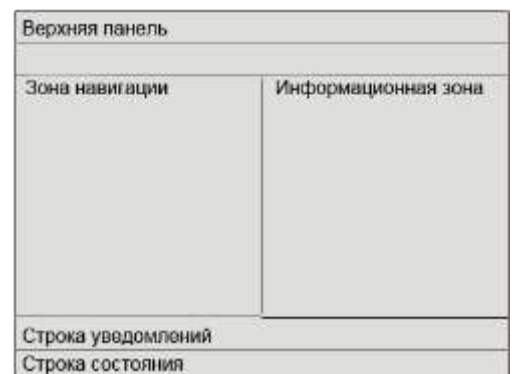 Верхняя панель
Зона навигации
Информационная зона
Строка уведомлений
Строка состояния